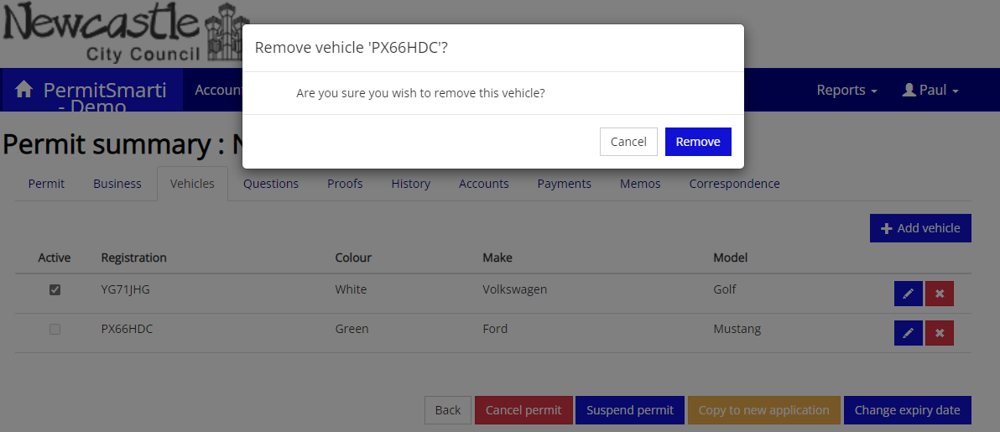 Newcastle
City Council
Remove vehicle 'PX66HDC'?
Are you sure you wish to remove this vehicle?
Cancel Remove
PermitSmarti
- Demo
Accoun
Reports Paul
Permit summary :
Permit Business Vehicles Questions Proofs History Accounts Payments Memos Correspondence
Add vehicle
Active Registration Colour Make Model
YG71JHG White Volkswagen Golf
PX66HDC Green Ford Mustang
Back Cancel permit Suspend permit Copy to new application Change expiry date